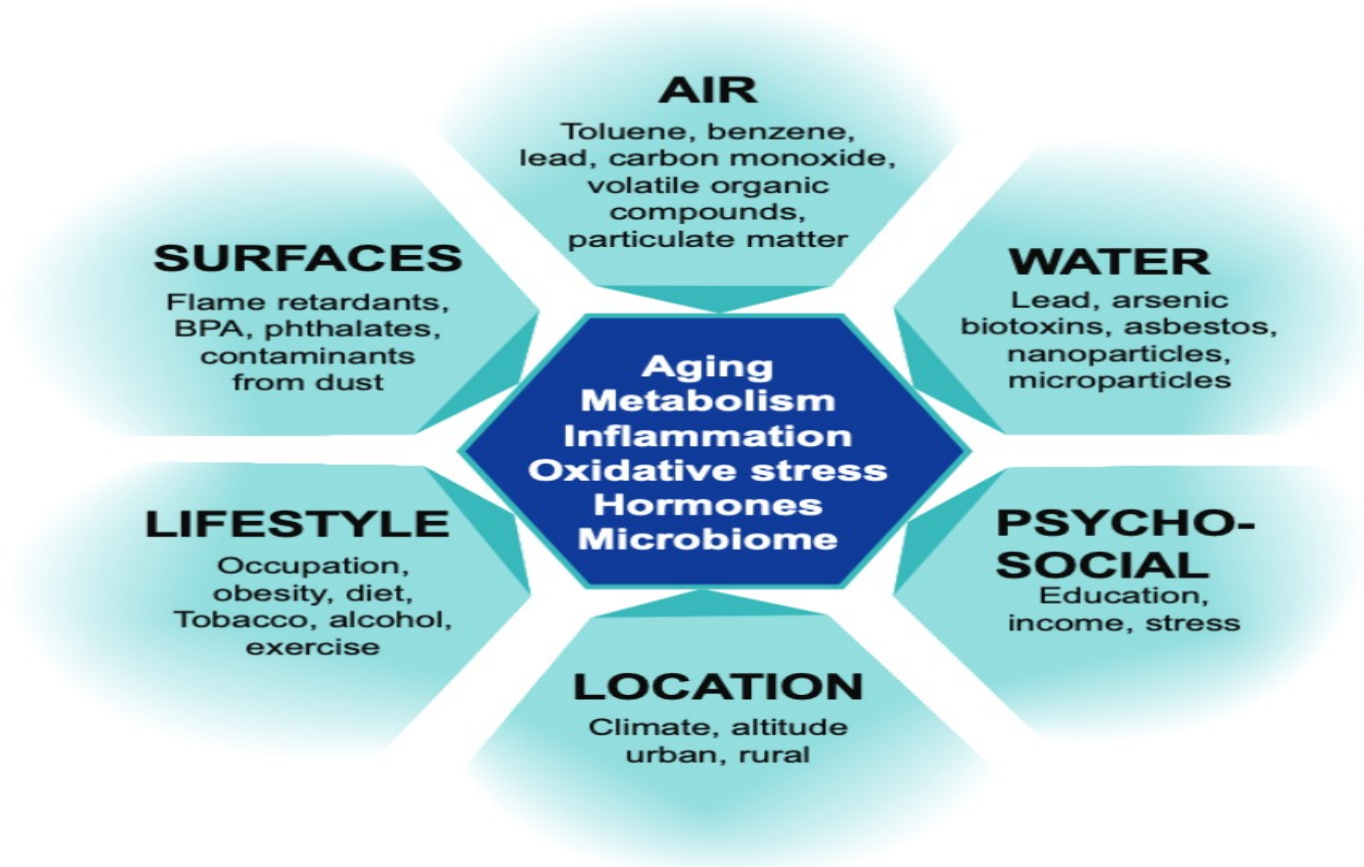 AIR
Toluene, benzene,
lead, carbon monoxide,
volatile organic
compounds,
particulate matter
SURFACES
Flame retardants,
BPA, phthalates,
contaminants
from dust
WATER
Lead, arsenic
biotoxins, asbestos,
nanoparticles,
microparticles
Aging
Metabolism
Inflammation
Oxidative stress
Hormones
Microbiome
LIFESTYLE
Occupation,
obesity, diet,
Tobacco, alcohol,
exercise
PSYCHO-
SOCIAL
Education,
income, stress
LOCATION
Climate, altitude
urban, rural